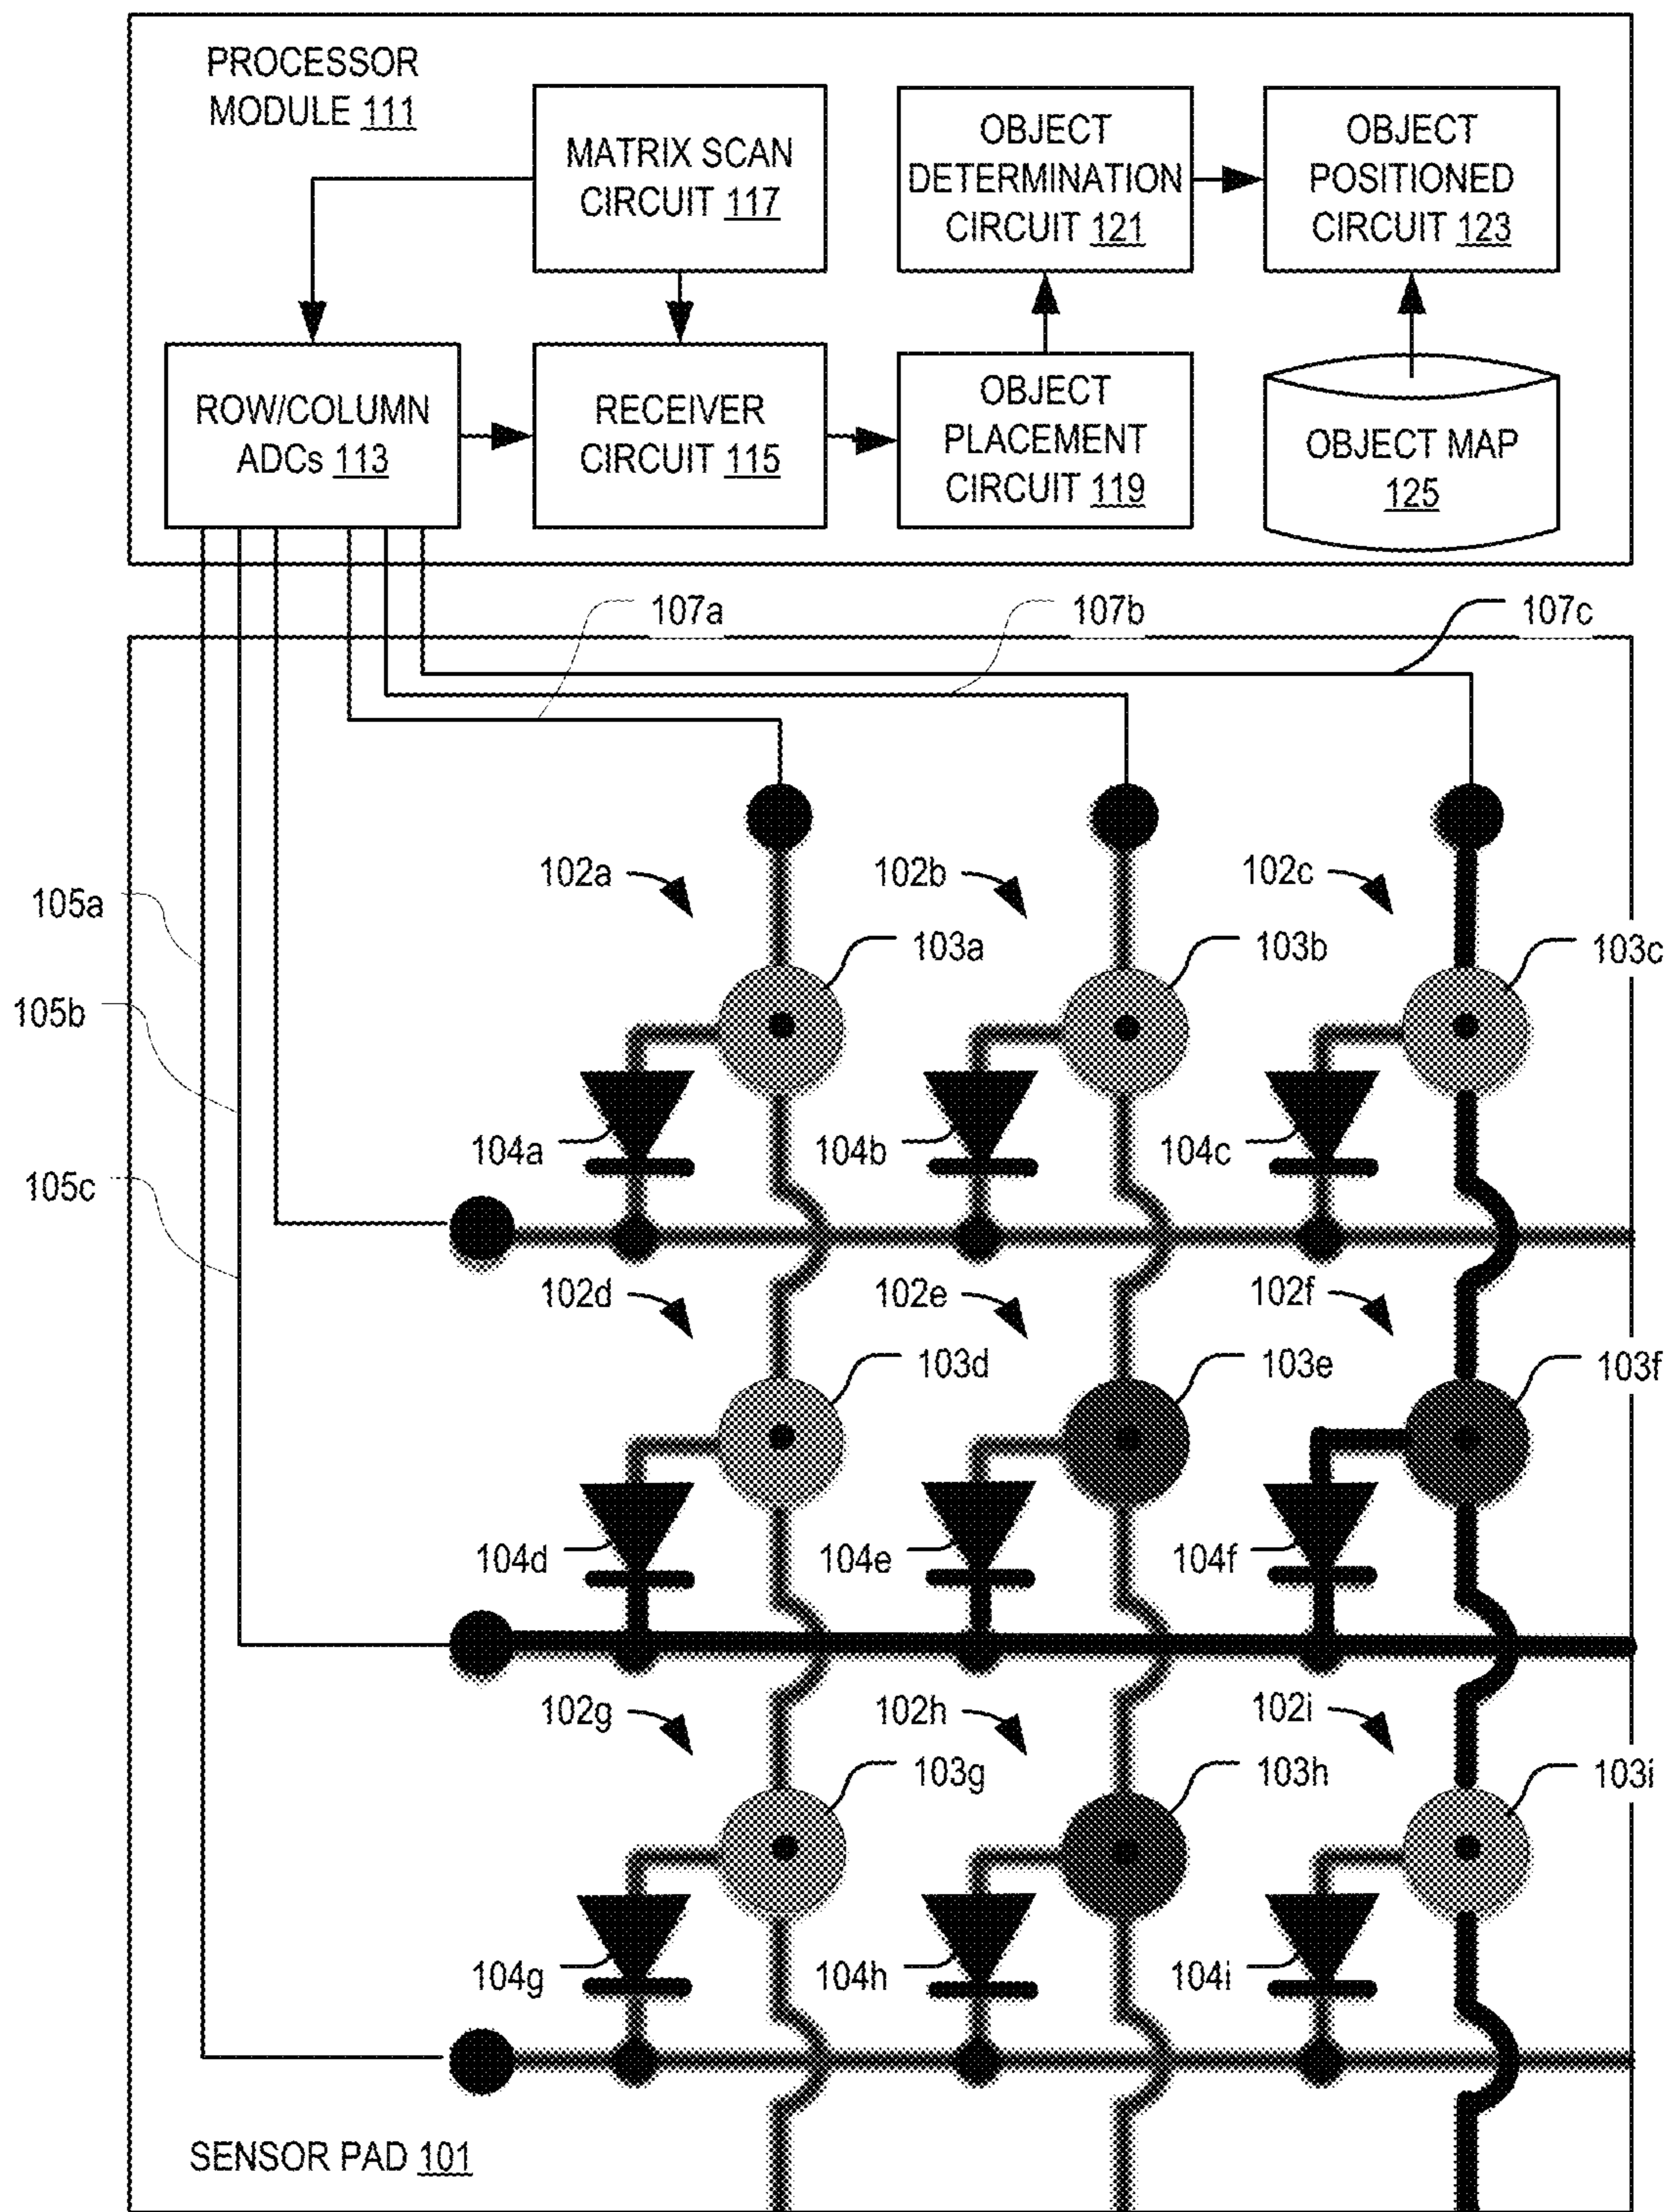 PROCESSOR
MODULE 111
MATRIX SCAN
CIRCUIT 117
OBJECT
DETERMINATION
CIRCUIT 121
OBJECT
POSITIONED
CIRCUIT 123
ROW/COLUMN
ADCs 113
RECEIVER
CIRCUIT 115
OBJECT
PLACEMENT
CIRCUIT 119
OBJECT MAP
125
107a
107b
107c
102a
102b
102c
105a
103a
103b
103c
105b
104a
104b
104c
105c
102d
102e
102f
103d
103e
103f
104d
104e
104f
102g
102h
102i
103g
103h
103i
104g
104h
104i
SENSOR PAD 101